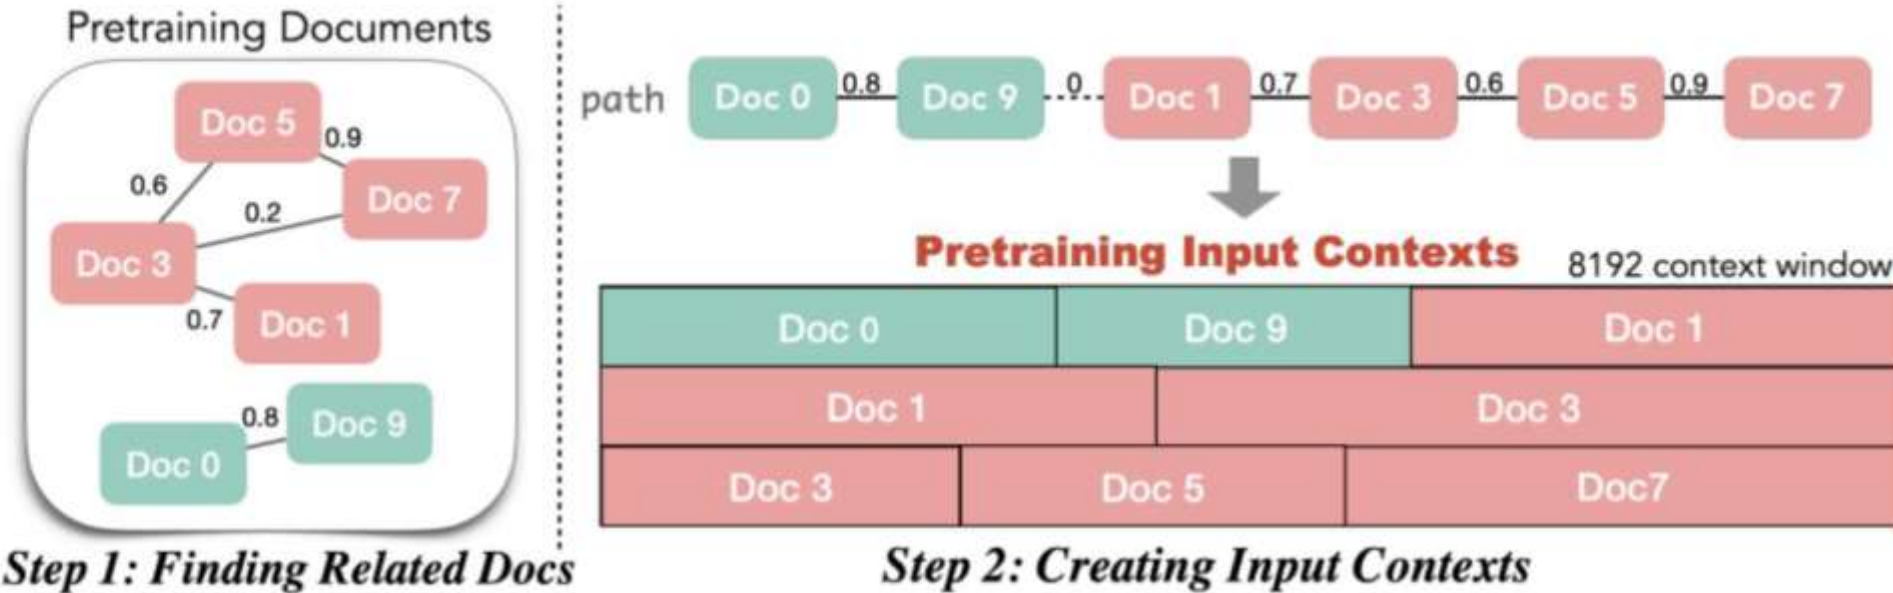 Pretraining Documents
Doc 5
0.9
0.6
Doc 7
0.2
Doc 3
0.7
Doc 1
0.8
Doc 9
Doc 0
Step 1: Finding Related Docs
path Doc 0 0.8 Doc 9 0 Doc 1 0.7 Doc 3 0.6 Doc 5 0.9 Doc 7
Pretraining Input Contexts
8192 context window
Doc 0 Doc 9 Doc 1
Doc 1 Doc 3
Doc 3 Doc 5 Doc7
Step 2: Creating Input Contexts